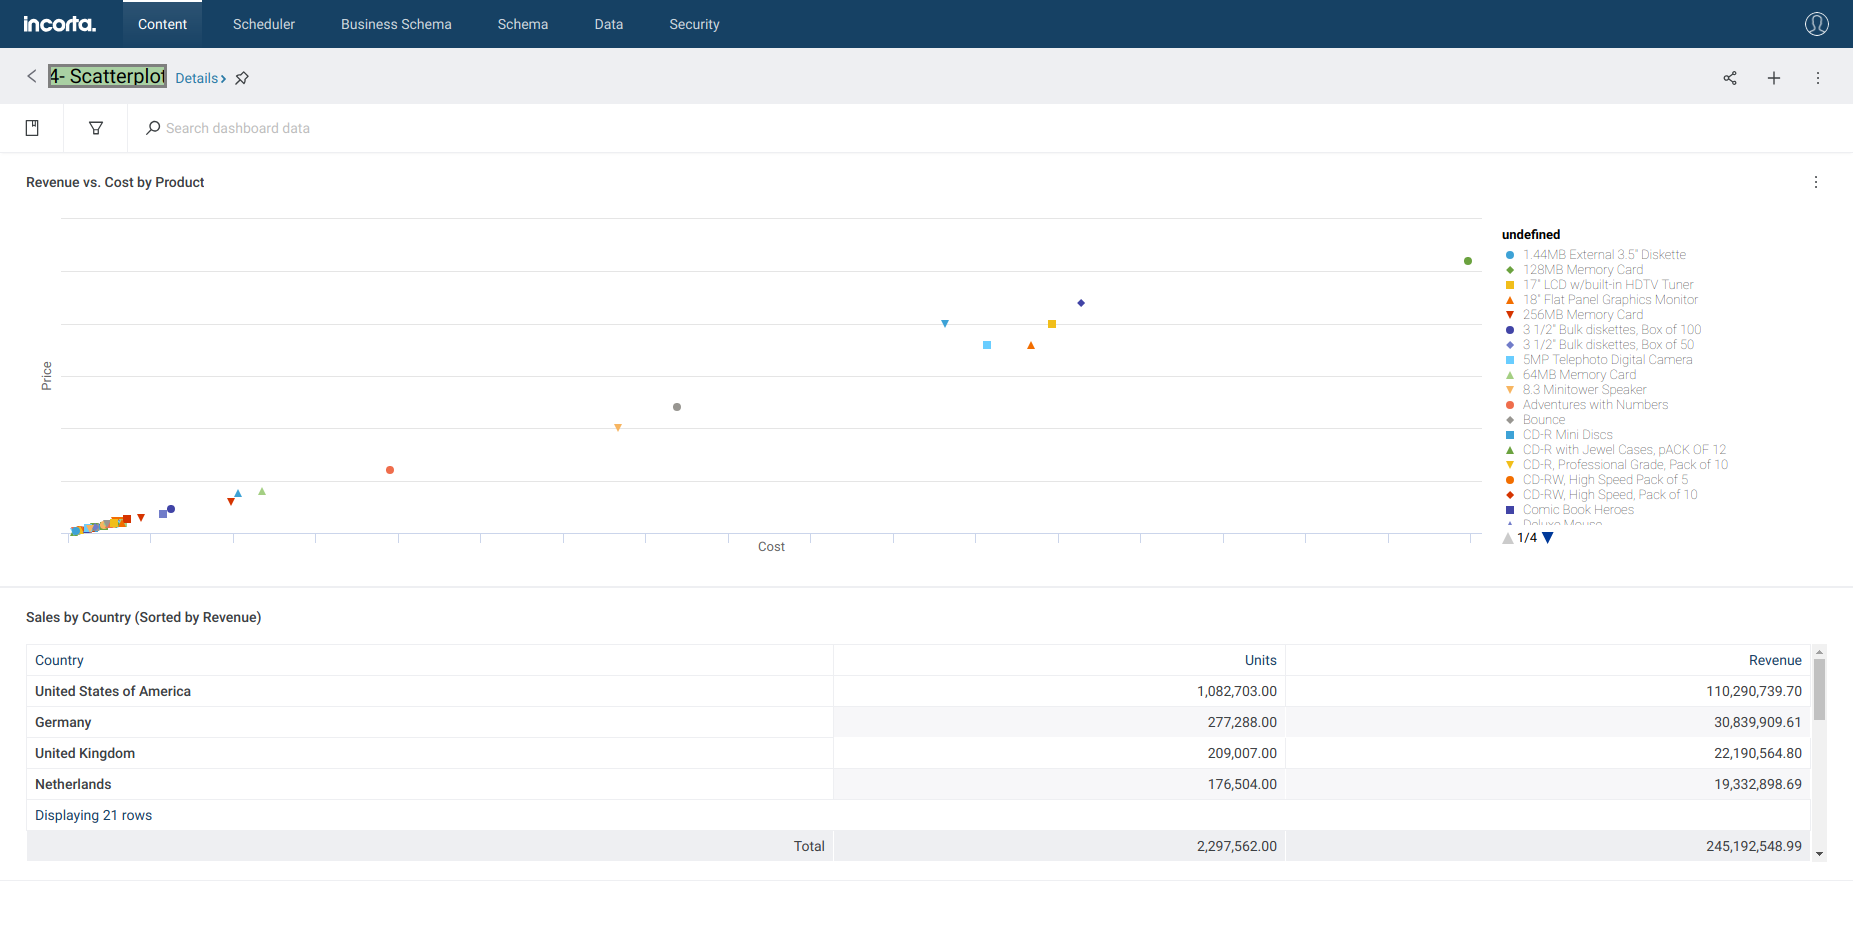 incorta.
Content Scheduler Business Schema Schema Data Security
4- Scatterplot Details
Search dashboard data
Revenue vs. Cost by Product
Price
Cost
undefined
1.44MB External 3.5" Diskette
128MB Memory Card
17" LCD w/built-in HDTV Tuner
18" Flat Panel Graphics Monitor
256MB Memory Card
3 1/2" Bulk diskettes, Box of 100
3 1/2" Bulk diskettes, Box of 50
5MP Telephoto Digital Camera
64MB Memory Card
8.3 Minitower Speaker
Adventures with Numbers
Bounce
CD-R Mini Discs
CD-R with Jewel Cases, pACK OF 12
CD-R, Professional Grade, Pack of 10
CD-RW, High Speed Pack of 5
CD-RW, High Speed, Pack of 10
Comic Book Heroes
Deluxe Mouse
1/4
Sales by Country (Sorted by Revenue)
Country Units Revenue
United States of America 1,082,703.00 110,290,739.70
Germany 277,288.00 30,839,909.61
United Kingdom 209,007.00 22,190,564.80
Netherlands 176,504.00 19,332,898.69
Displaying 21 rows
Total 2,297,562.00 245,192,548.99